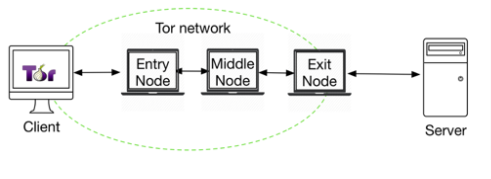 Tor network
Tor
Entry
Node
Middle
Node
Exit
Node
Client
Server